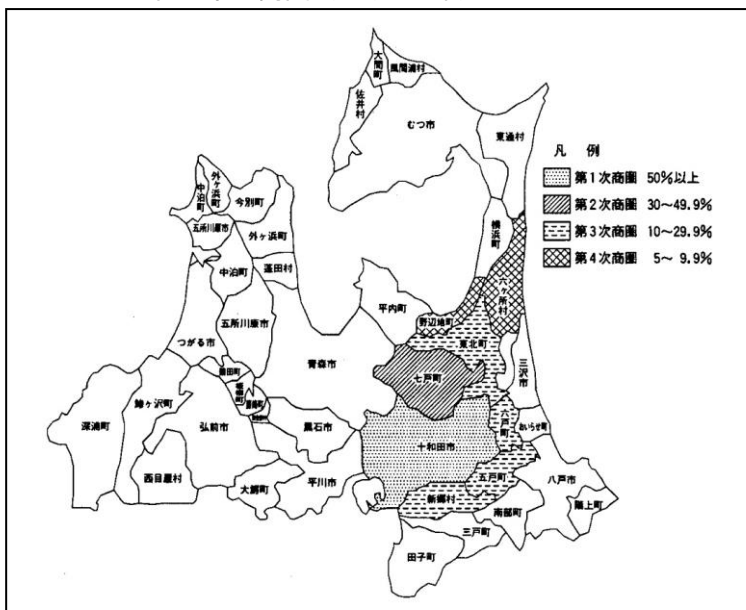 大間町
風間浦村
佐井村
むつ市
東通村
凡 例
第1次商圏 50%以上
第2次商圏 30～49.9%
第3次商圏 10～29.9%
第4次商圏 5～ 9.9%
外ヶ浜町
中泊町
今別町
五所川原市
外ヶ浜町
横浜町
中泊町
蓬田村
六ヶ所村
平内町
野辺地町
五所川原市
東北町
つがる市
青森市
三沢市
七戸町
鰺ヶ沢町
深浦町
弘前市
黒石市
六戸町
おいらせ町
十和田市
五戸町
八戸市
西目屋村
平川市
大鰐町
新郷村
南部町
階上町
三戸町
田子町